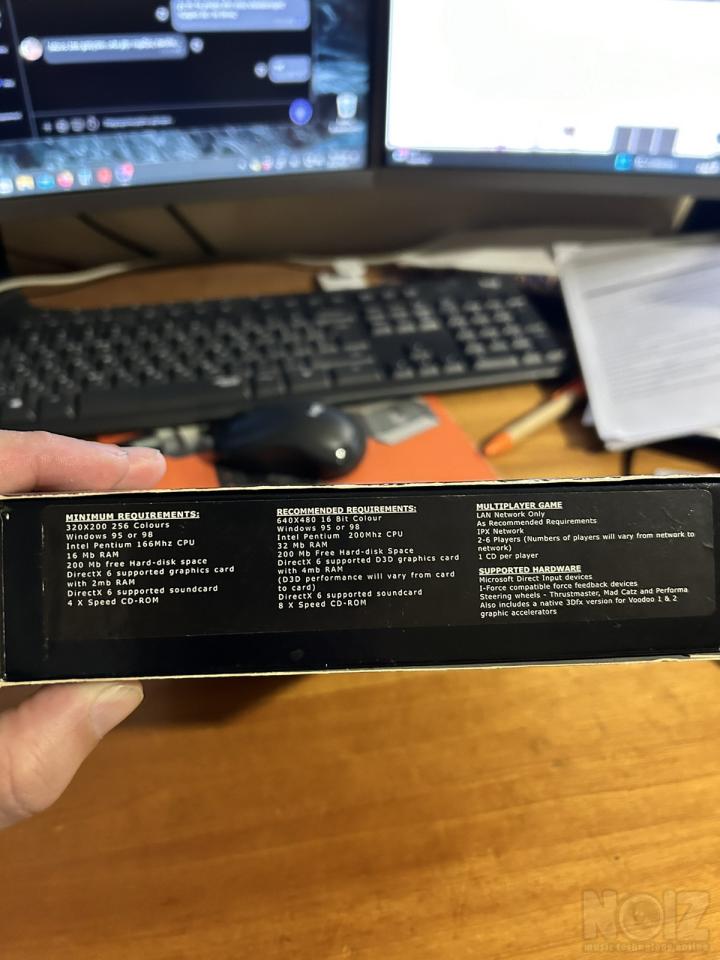 MINIMUM REQUIREMENTS:
320X200 256 Colours
Windows 95 or 98
Intel Pentium 166Mhz CPU
16 Mb RAM
200 Mb free Hard-disk space
DirectX 6 supported graphics card
with 2mb RAM
DirectX 6 supported soundcard
4 X Speed CD-ROM
RECOMMENDED REQUIREMENTS:
640X480 16 Bit Colour
Windows 95 or 98
Intel Pentium 200Mhz CPU
32 Mb RAM
200 Mb Free Hard-disk Space
DirectX 6 supported D3D graphics card
with 4mb RAM
(D3D performance will vary from card
to card)
DirectX 6 supported soundcard
8 X Speed CD-ROM
MULTIPLAYER GAME
LAN Network Only
As Recommended Requirements
IPX Network
2-6 Players (Numbers of players will vary from network to
network)
1 CD per player
SUPPORTED HARDWARE
Microsoft Direct Input devices
I-Force compatible force feedback devices
Steering wheels - Thrustmaster, Mad Catz and Performa
Also includes a native 3Dfx version for Voodoo 1 & 2
graphic accelerators
NOIZ
music technology online